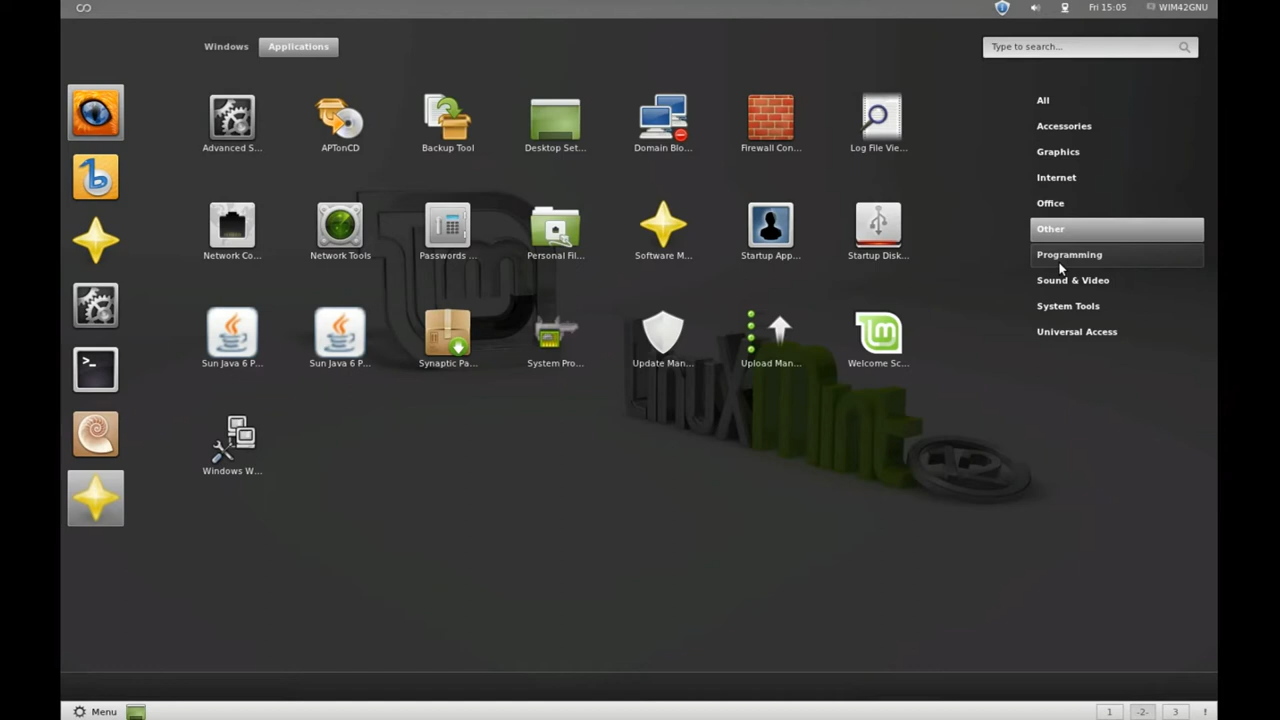 Fri 15:05
WIM42GNU
Windows
Applications
Type to search...
Advanced S...
APTonCD
Backup Tool
Desktop Set...
Domain Blo...
Firewall Con...
Log File Vie...
Network Co...
Network Tools
Passwords ...
Personal Fil...
Software M...
Startup App...
Startup Disk...
Sun Java 6 P...
Sun Java 6 P...
Synaptic Pa...
System Pro...
Update Man...
Upload Man...
Welcome Sc...
Windows W...
All
Accessories
Graphics
Internet
Office
Other
Programming
Sound & Video
System Tools
Universal Access
LinuxMint
12
Menu
1
-2-
3
!